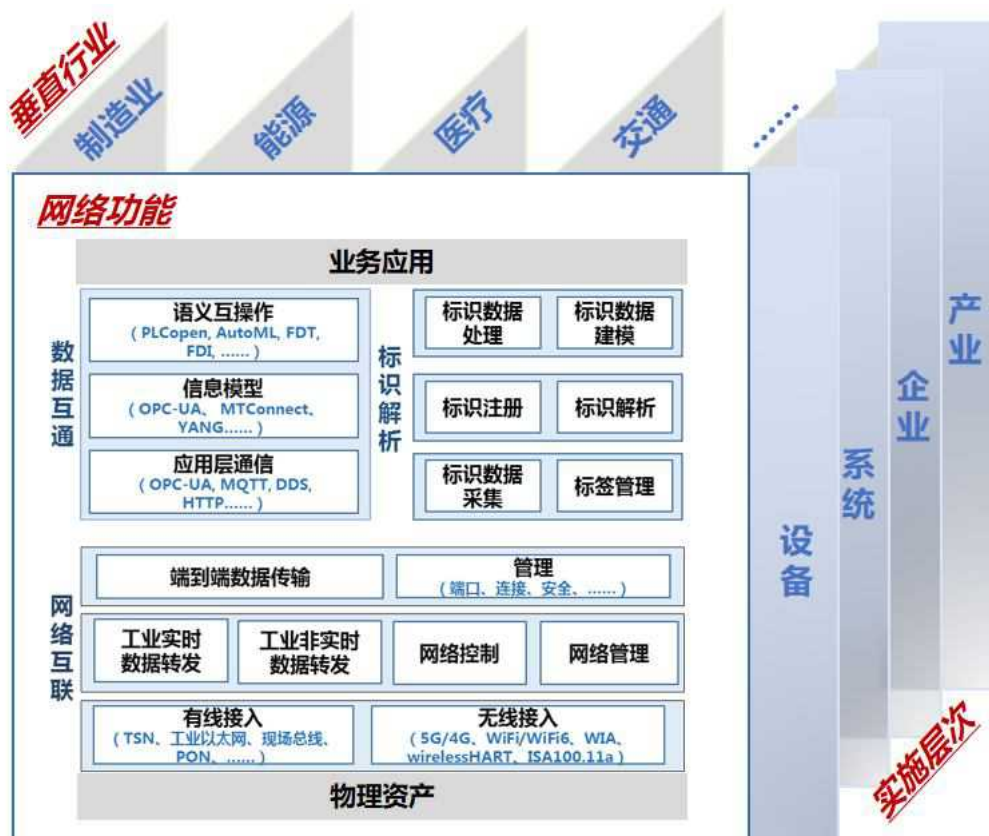 垂直行业
制造业
能源
医疗
交通
……
网络功能
业务应用
数据互通
语义互操作
（PLCopen, AutoML, FDT,
FDI, ……）
信息模型
（OPC-UA、 MTConnect、
YANG……）
应用层通信
（OPC-UA, MQTT, DDS,
HTTP……）
标识解析
标识数据
处理
标识数据
建模
标识注册
标识解析
标识数据
采集
标签管理
网络互联
端到端数据传输
管理
（端口、连接、安全、……）
工业实时
数据转发
工业非实时
数据转发
网络控制
网络管理
有线接入
（TSN、工业以太网、现场总线、
PON、……）
无线接入
（5G/4G、WiFi/WiFi6、WIA、
wirelessHART、ISA100.11a）
物理资产
设备
系统
企业
产业
实施层次